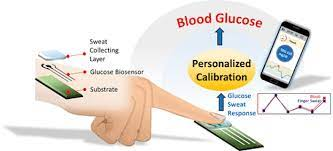 Blood Glucose
Sweat
Collecting
Layer
Glucose Biosensor
Substrate
Personalized
Calibration
Glucose
Sweat
Response
Blood
Finger Sweat